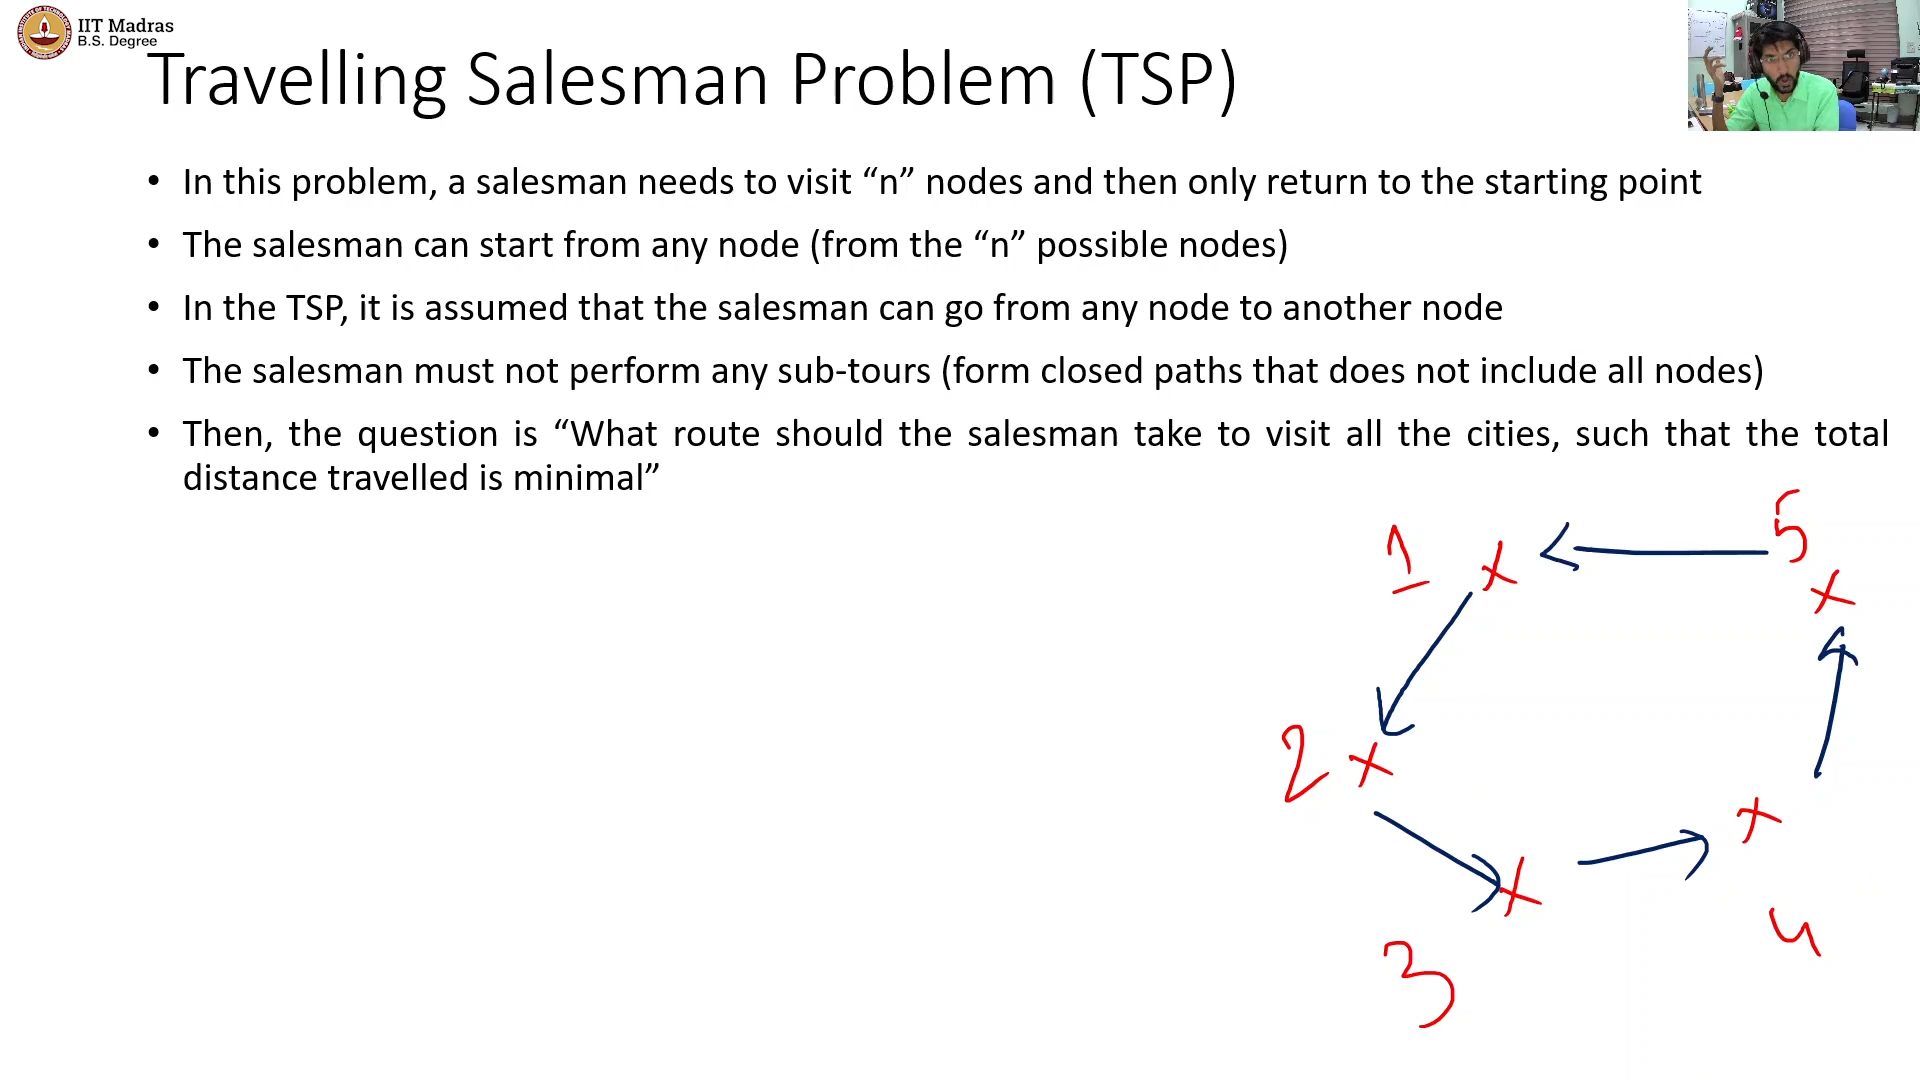 IIT Madras
B.S. Degree
Travelling Salesman Problem (TSP)
• In this problem, a salesman needs to visit “n” nodes and then only return to the starting point
• The salesman can start from any node (from the “n” possible nodes)
• In the TSP, it is assumed that the salesman can go from any node to another node
• The salesman must not perform any sub-tours (form closed paths that does not include all nodes)
• Then, the question is “What route should the salesman take to visit all the cities, such that the total
distance travelled is minimal”
1 x
5
x
2 x
x
x
3
4